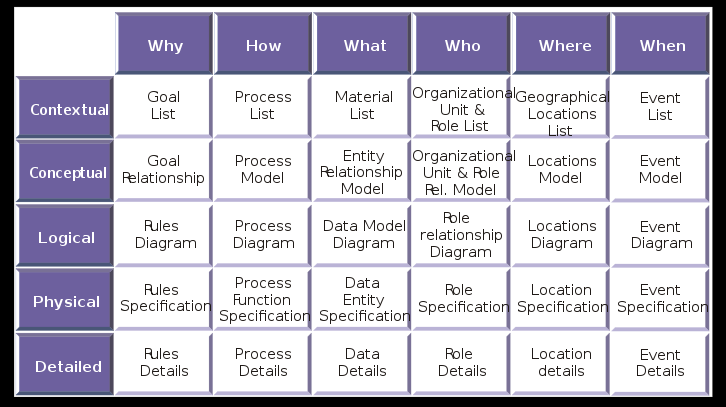 Why How What Who Where When
Contextual
Goal
List
Process
List
Material
List
Organizational
Unit &
Role List
Geographical
Locations
List
Event
List
Conceptual
Goal
Relationship
Process
Model
Entity
Relationship
Model
Organizational
Unit & Role
Rel. Model
Locations
Model
Event
Model
Logical
Rules
Diagram
Process
Diagram
Data Model
Diagram
Role
relationship
Diagram
Locations
Diagram
Event
Diagram
Physical
Rules
Specification
Process
Function
Specification
Data
Entity
Specification
Role
Specification
Location
Specification
Event
Specification
Detailed
Rules
Details
Process
Details
Data
Details
Role
Details
Location
details
Event
Details